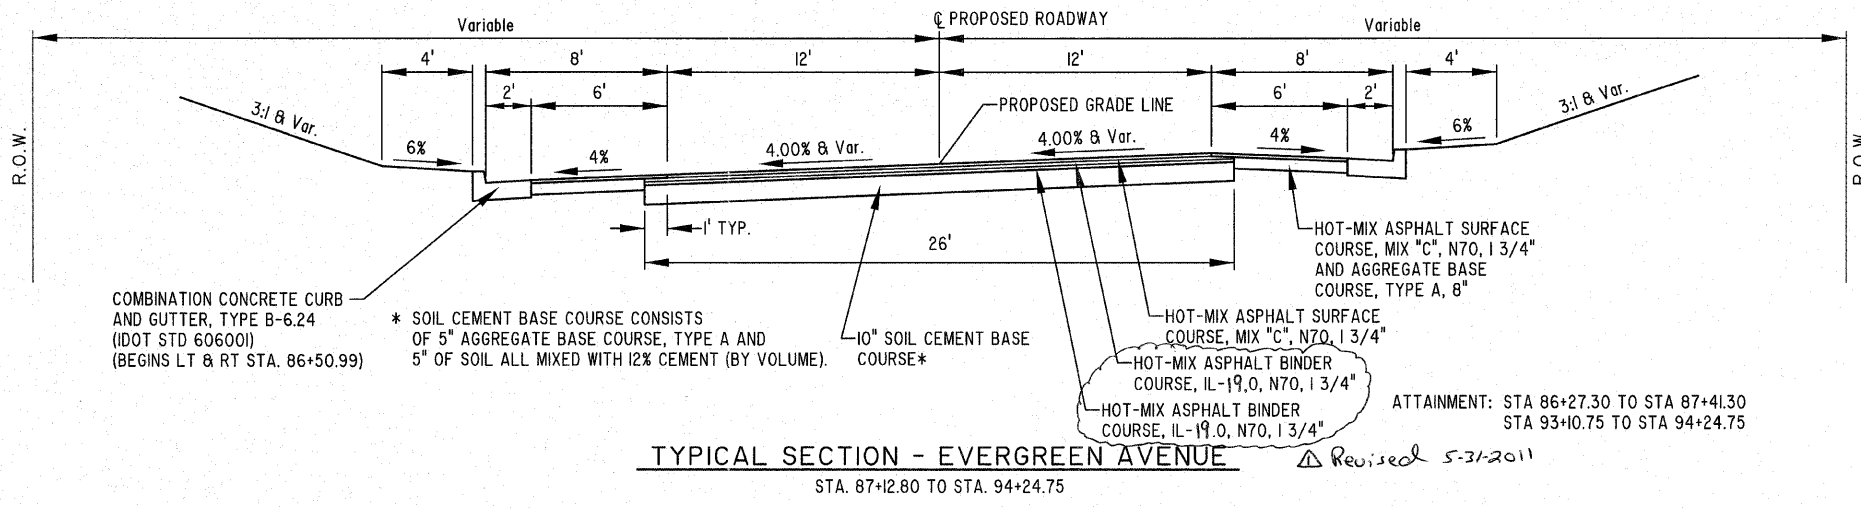 Variable
℄ PROPOSED ROADWAY
Variable
4'
8'
12'
12'
8'
4'
2'
6'
6'
2'
PROPOSED GRADE LINE
3:1 & Var.
3:1 & Var.
6%
4%
4.00% & Var.
4.00% & Var.
4%
6%
R.O.W.
R.O.W.
1' TYP.
26'
HOT-MIX ASPHALT SURFACE
COURSE, MIX "C", N70, 1 3/4"
AND AGGREGATE BASE
COURSE, TYPE A, 8"
COMBINATION CONCRETE CURB
AND GUTTER, TYPE B-6.24
(IDOT STD 606001)
(BEGINS LT & RT STA. 86+50.99)
* SOIL CEMENT BASE COURSE CONSISTS
OF 5" AGGREGATE BASE COURSE, TYPE A AND
5" OF SOIL ALL MIXED WITH 12% CEMENT (BY VOLUME).
10" SOIL CEMENT BASE
COURSE*
HOT-MIX ASPHALT SURFACE
COURSE, MIX "C", N70, 1 3/4"
HOT-MIX ASPHALT BINDER
COURSE, IL-19.0, N70, 1 3/4"
HOT-MIX ASPHALT BINDER
COURSE, IL-19.0, N70, 1 3/4"
ATTAINMENT: STA 86+27.30 TO STA 87+41.30
STA 93+10.75 TO STA 94+24.75
TYPICAL SECTION - EVERGREEN AVENUE
STA. 87+12.80 TO STA. 94+24.75
1 Revised 5-31-2011